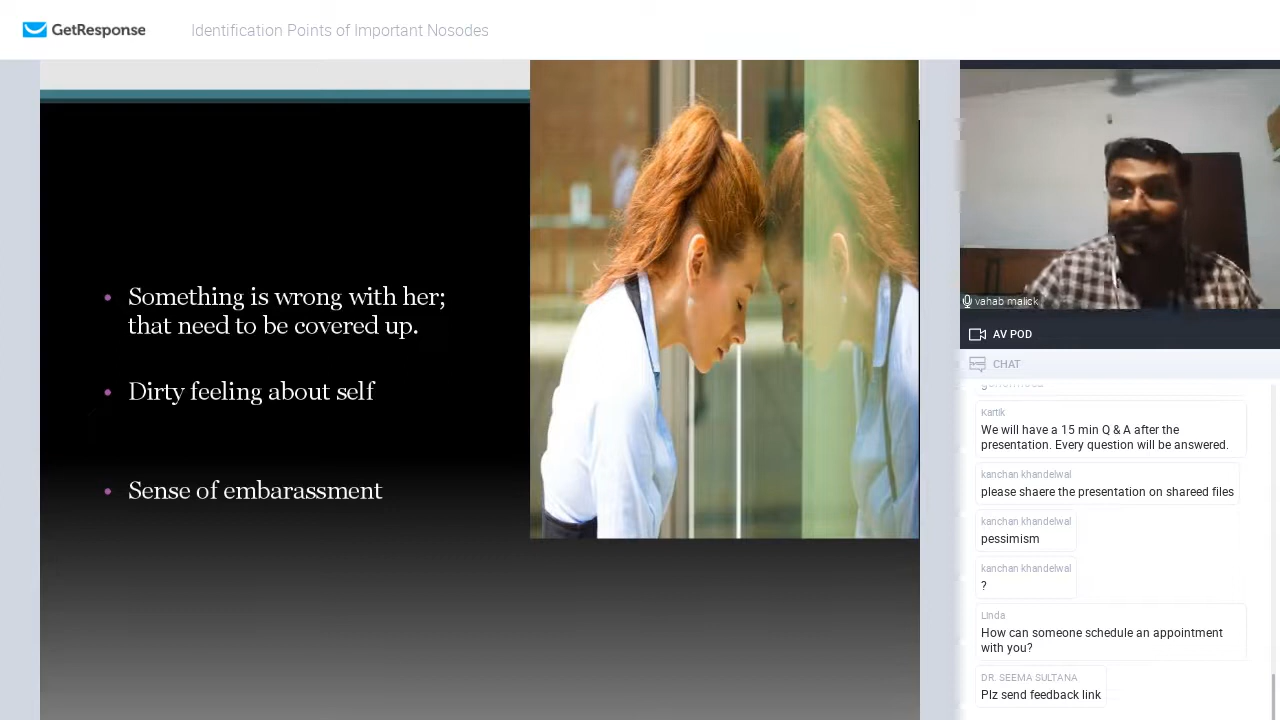 GetResponse
Identification Points of Important Nosodes
• Something is wrong with her;
that need to be covered up.
• Dirty feeling about self
• Sense of embarassment
vahab malick
AV POD
CHAT
Kartik
We will have a 15 min Q & A after the
presentation. Every question will be answered.
kanchan khandelwal
please shaere the presentation on shareed files
kanchan khandelwal
pessimism
kanchan khandelwal
?
Linda
How can someone schedule an appointment
with you?
DR. SEEMA SULTANA
Plz send feedback link